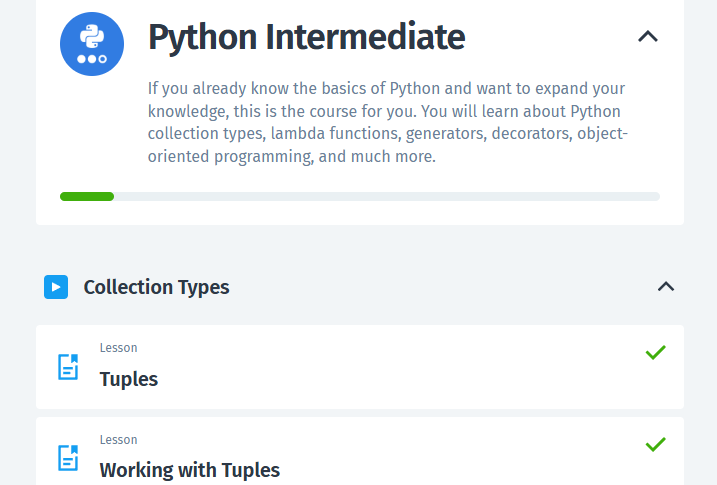 Python Intermediate
If you already know the basics of Python and want to expand your
knowledge, this is the course for you. You will learn about Python
collection types, lambda functions, generators, decorators, object-
oriented programming, and much more.
Collection Types
Lesson
Tuples
Lesson
Working with Tuples